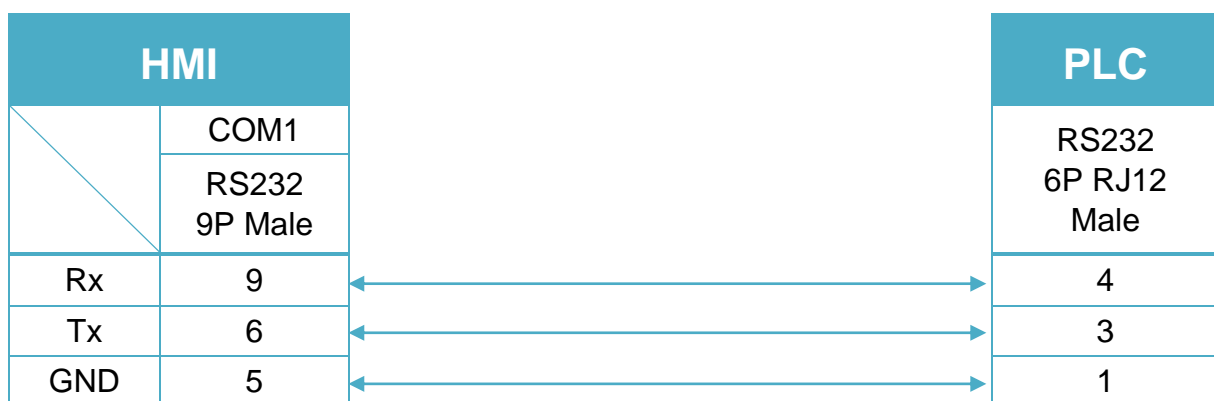 HMI
PLC
COM1
RS232
9P Male
RS232
6P RJ12
Male
Rx 9 4
Tx 6 3
GND 5 1